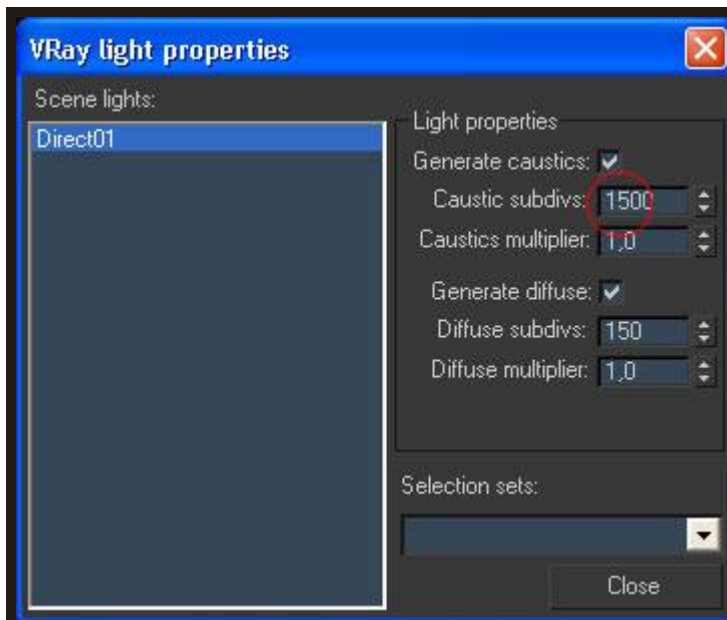 VRay light properties
Scene lights:
Direct01
Light properties
Generate caustics:
Caustic subdivs: 1500
Caustics multiplier: 1,0
Generate diffuse:
Diffuse subdivs: 150
Diffuse multiplier: 1,0
Selection sets:
Close